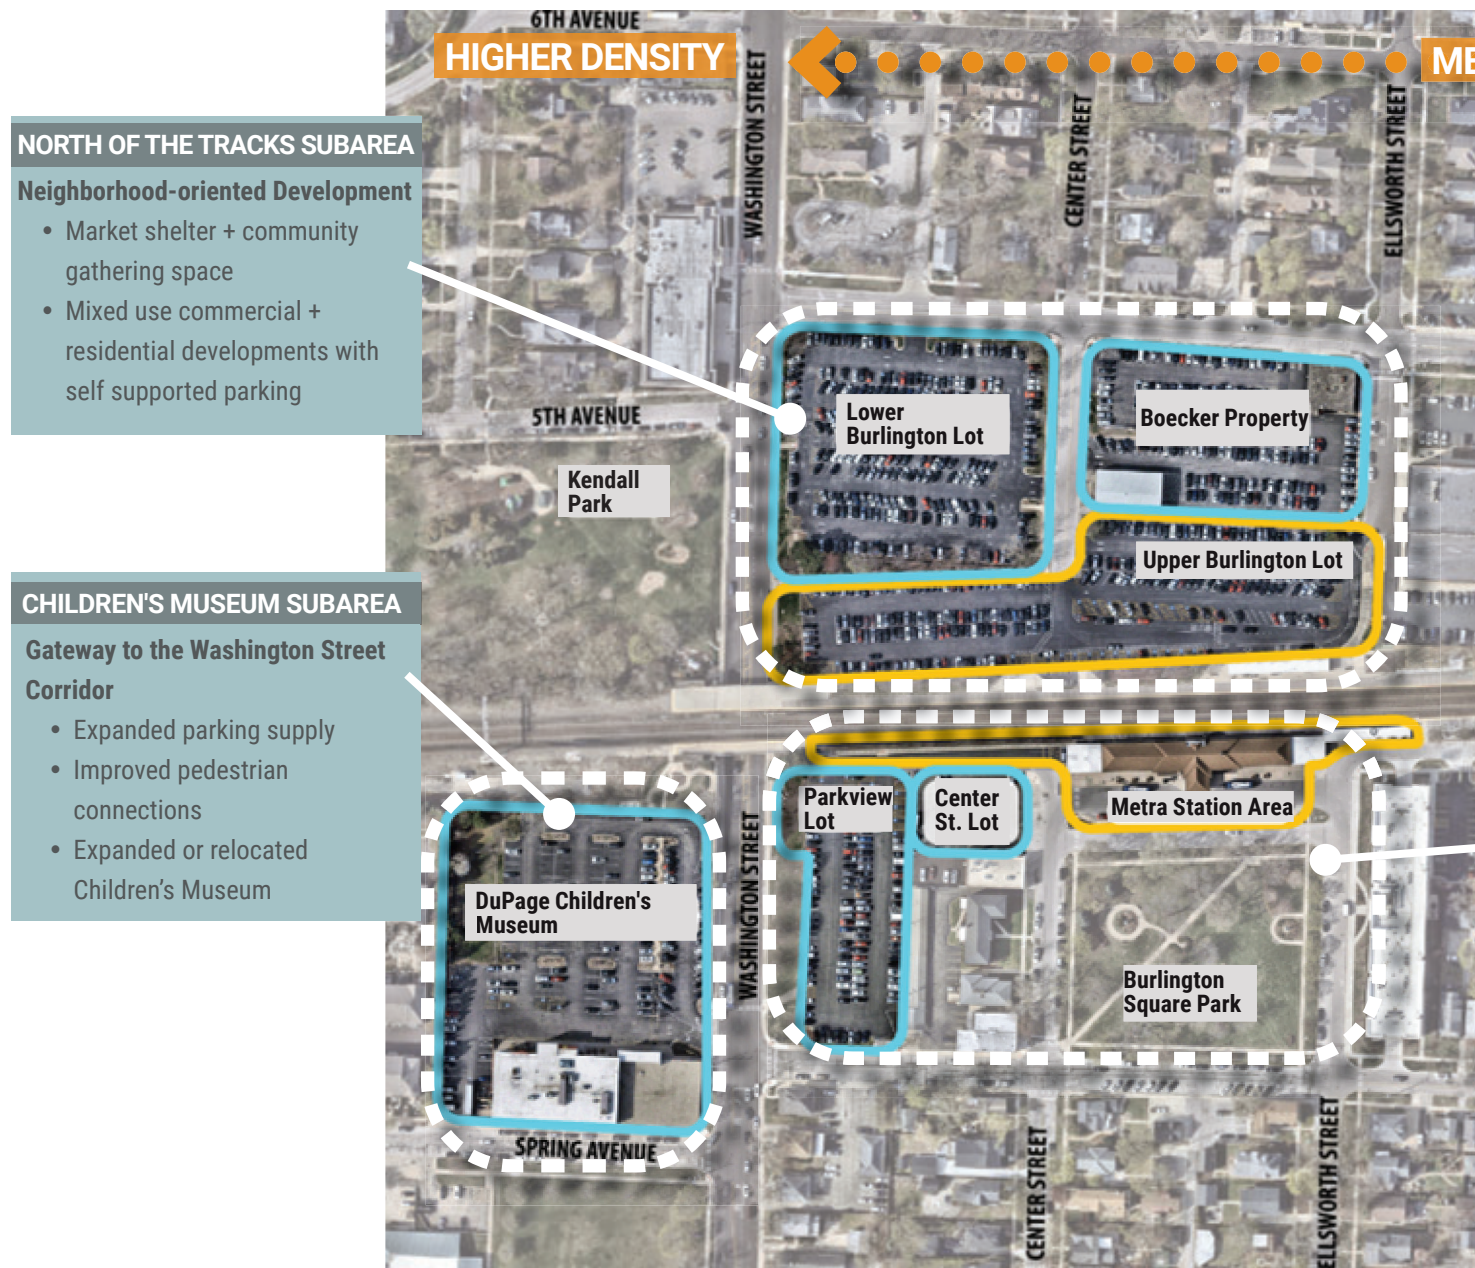 6TH AVENUE
HIGHER DENSITY
WASHINGTON STREET
CENTER STREET
ELLSWORTH STREET
NORTH OF THE TRACKS SUBAREA
Neighborhood-oriented Development
• Market shelter + community
gathering space
• Mixed use commercial +
residential developments with
self supported parking
5TH AVENUE
Lower
Burlington Lot
Boecker Property
Kendall
Park
Upper Burlington Lot
CHILDREN'S MUSEUM SUBAREA
Gateway to the Washington Street
Corridor
• Expanded parking supply
• Improved pedestrian
connections
• Expanded or relocated
Children's Museum
Parkview
Lot
Center
St. Lot
Metra Station Area
DuPage Children's
Museum
WASHINGTON STREET
Burlington
Square Park
SPRING AVENUE
CENTER STREET
ELLSWORTH STREET